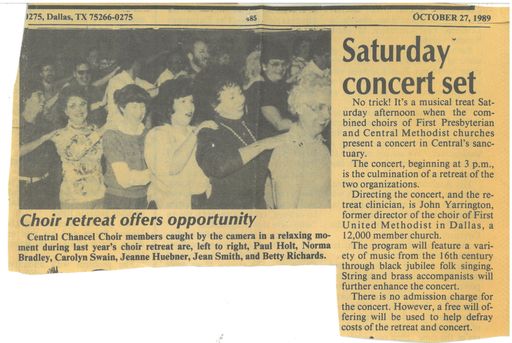 0275, Dallas, TX 75266-0275
s85
OCTOBER 27, 1989
Choir retreat offers opportunity
Central Chancel Choir members caught by the camera in a relaxing mo-
ment during last year's choir retreat are, left to right, Paul Holt, Norma
Bradley, Carolyn Swain, Jeanne Huebner, Jean Smith, and Betty Richards.
Saturday
concert set
No trick! It's a musical treat Sat-
urday afternoon when the com-
bined choirs of First Presbyterian
and Central Methodist churches
present a concert in Central's sanc-
tuary.
The concert, beginning at 3 p.m.,
is the culmination of a retreat of the
two organizations.
Directing the concert, and the re-
treat clinician, is John Yarrington,
former director of the choir of First
United Methodist in Dallas, a
12,000 member church.
The program will feature a vari-
ety of music from the 16th century
through black jubilee folk singing.
String and brass accompanists will
further enhance the concert.
There is no admission charge for
the concert. However, a free will of-
fering will be used to help defray
costs of the retreat and concert.